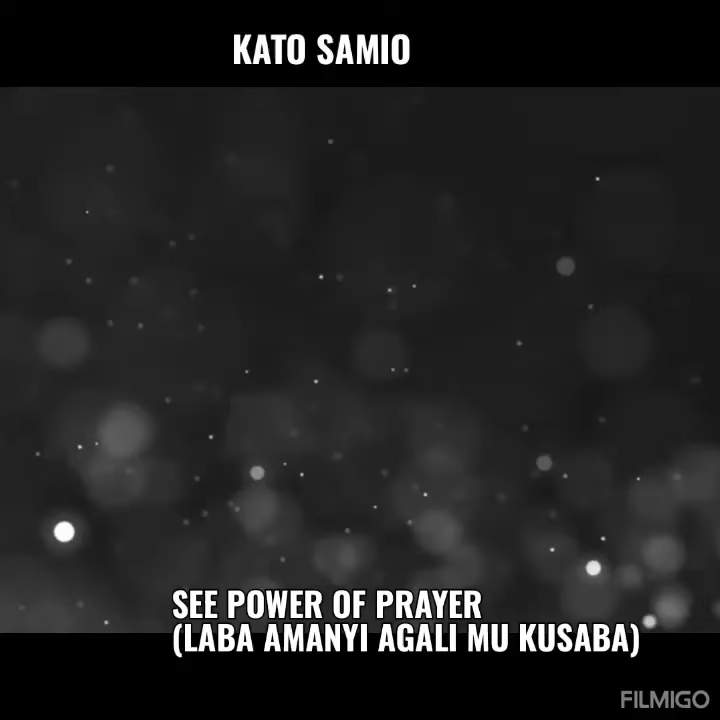 KATO SAMIO
SEE POWER OF PRAYER
(LABA AMANYI AGALI MU KUSABA)
FILMIGO